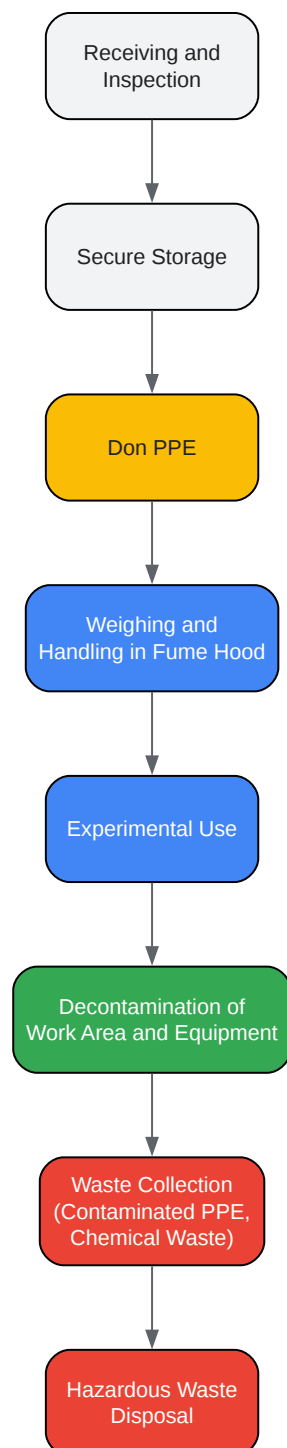 Receiving and
Inspection
Secure Storage
Don PPE
Weighing and
Handling in Fume Hood
Experimental Use
Decontamination of
Work Area and Equipment
Waste Collection
(Contaminated PPE,
Chemical Waste)
Hazardous Waste
Disposal